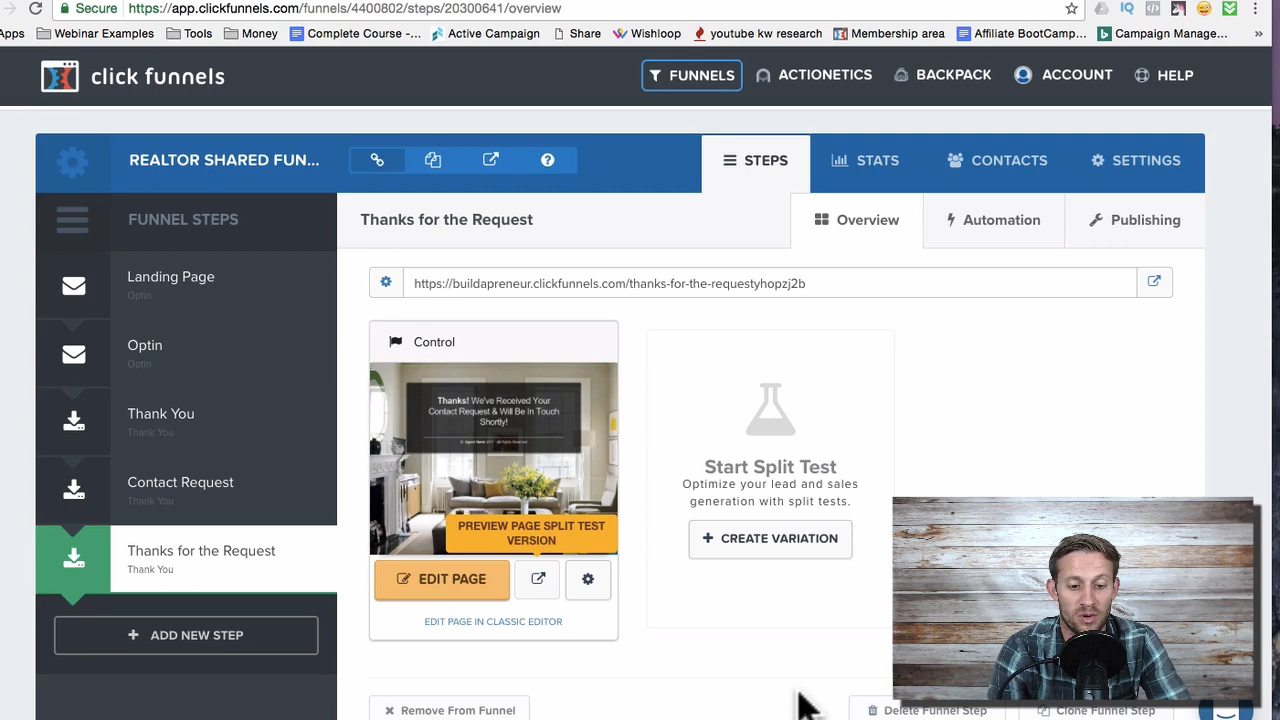 Secure
https://app.clickfunnels.com/funnels/4400802/steps/20300641/overview
Apps
Webinar Examples
Tools
Money
Complete Course -...
Active Campaign
Share
Wishloop
youtube kw research
Membership area
Affiliate BootCamp...
Campaign Manage...
»
click funnels
FUNNELS
ACTIONETICS
BACKPACK
ACCOUNT
HELP
REALTOR SHARED FUN...
STEPS
STATS
CONTACTS
SETTINGS
FUNNEL STEPS
Thanks for the Request
Overview
Automation
Publishing
Landing Page
Optin
https://buildapreneur.clickfunnels.com/thanks-for-the-requestyhopzj2b
Optin
Optin
Control
Thank You
Thank You
Thanks! We've Received Your
Contact Request & Will Be In Touch
Shortly!
Start Split Test
Optimize your lead and sales
generation with split tests.
Contact Request
Thank You
PREVIEW PAGE SPLIT TEST
VERSION
+ CREATE VARIATION
Thanks for the Request
Thank You
EDIT PAGE
EDIT PAGE IN CLASSIC EDITOR
+ ADD NEW STEP
Remove From Funnel
Delete Funnel Step
Clone Funnel Step